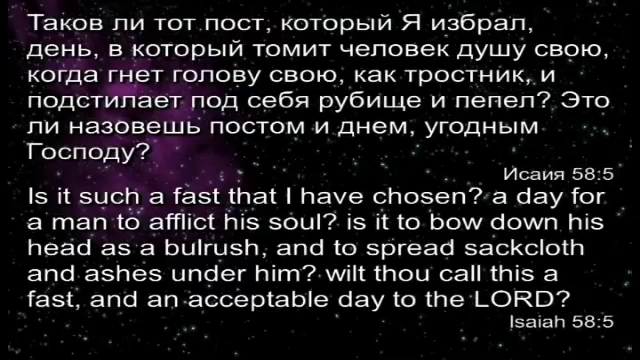 Таков ли тот пост, который Я избрал,
день, в который томит человек душу свою,
когда гнет голову свою, как тростник, и
подстилает под себя рубище и пепел? Это
ли назовешь постом и днем, угодным
Господу?
Исаия 58:5
Is it such a fast that I have chosen? a day for
a man to afflict his soul? is it to bow down his
head as a bulrush, and to spread sackcloth
and ashes under him? wilt thou call this a
fast, and an acceptable day to the LORD?
Isaiah 58:5